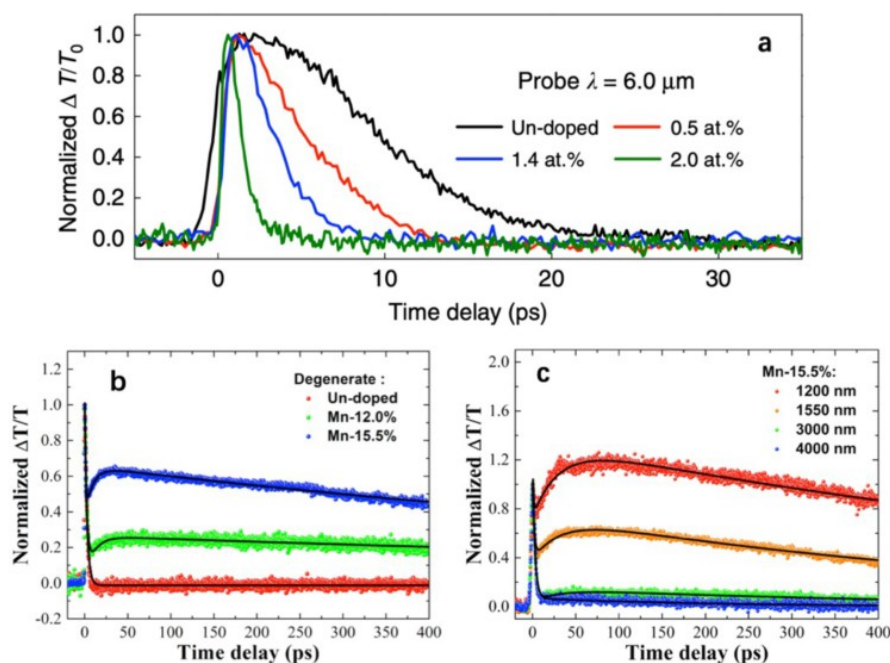 a
Normalized Δ T/T0
1.0
0.8
0.6
0.4
0.2
0.0
Probe λ = 6.0 μm
Un-doped
0.5 at.%
1.4 at.%
2.0 at.%
0
10
20
30
Time delay (ps)
b
Normalized ΔT/T
1.2
1.0
0.8
0.6
0.4
0.2
0.0
-0.2
Degenerate :
Un-doped
Mn-12.0%
Mn-15.5%
0 50 100 150 200 250 300 350 400
Time delay (ps)
c
Normalized ΔT/T
2.0
1.6
1.2
0.8
0.4
0.0
Mn-15.5%:
1200 nm
1550 nm
3000 nm
4000 nm
0 50 100 150 200 250 300 350 400
Time delay (ps)